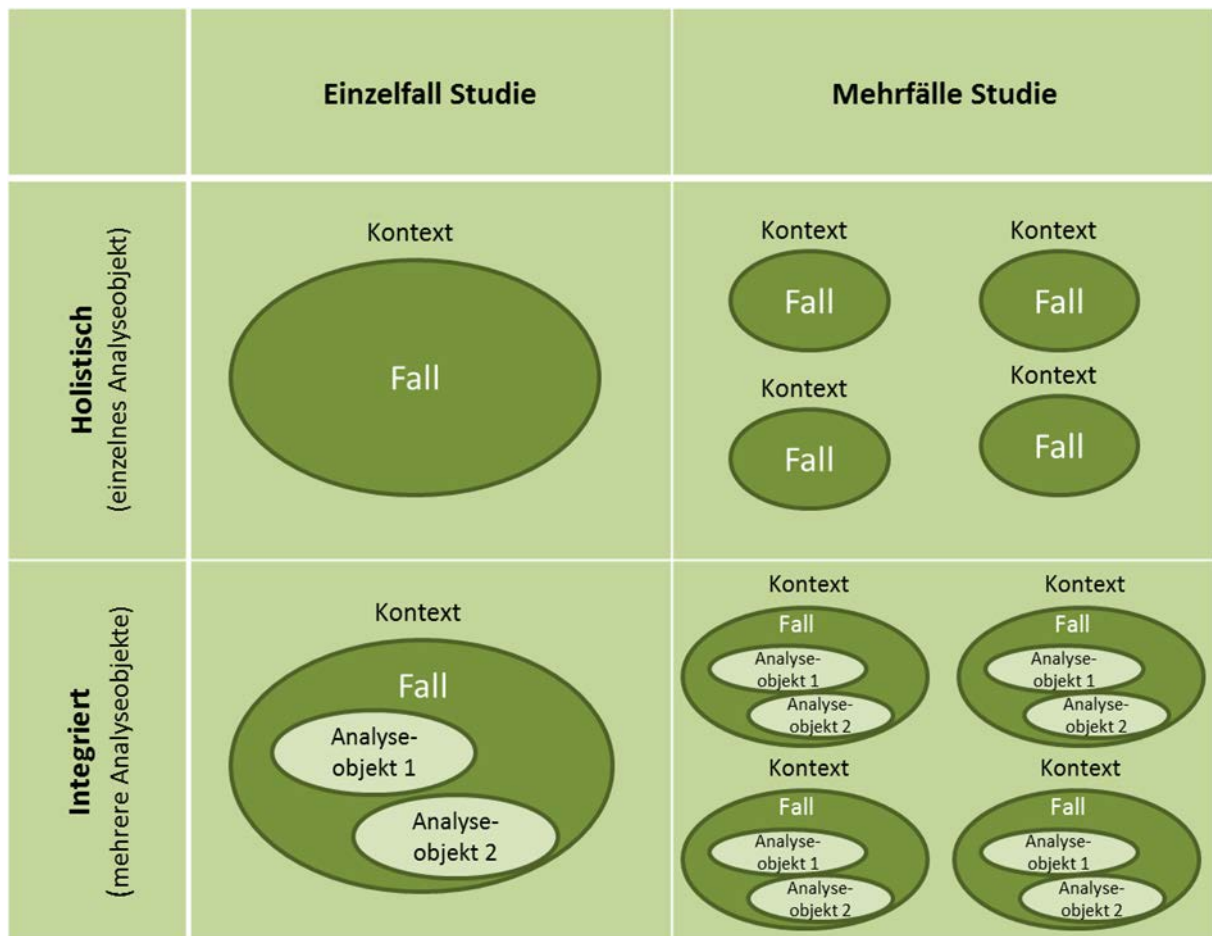 Einzelfall Studie
Mehrfälle Studie
Holistisch
(einzelnes Analyseobjekt)
Kontext
Fall
Kontext
Fall
Kontext
Fall
Kontext
Fall
Kontext
Fall
Integriert
(mehrere Analyseobjekte)
Kontext
Fall
Analyse-
objekt 1
Analyse-
objekt 2
Kontext
Fall
Analyse-
objekt 1
Analyse-
objekt 2
Kontext
Fall
Analyse-
objekt 1
Analyse-
objekt 2
Kontext
Fall
Analyse-
objekt 1
Analyse-
objekt 2
Kontext
Fall
Analyse-
objekt 1
Analyse-
objekt 2